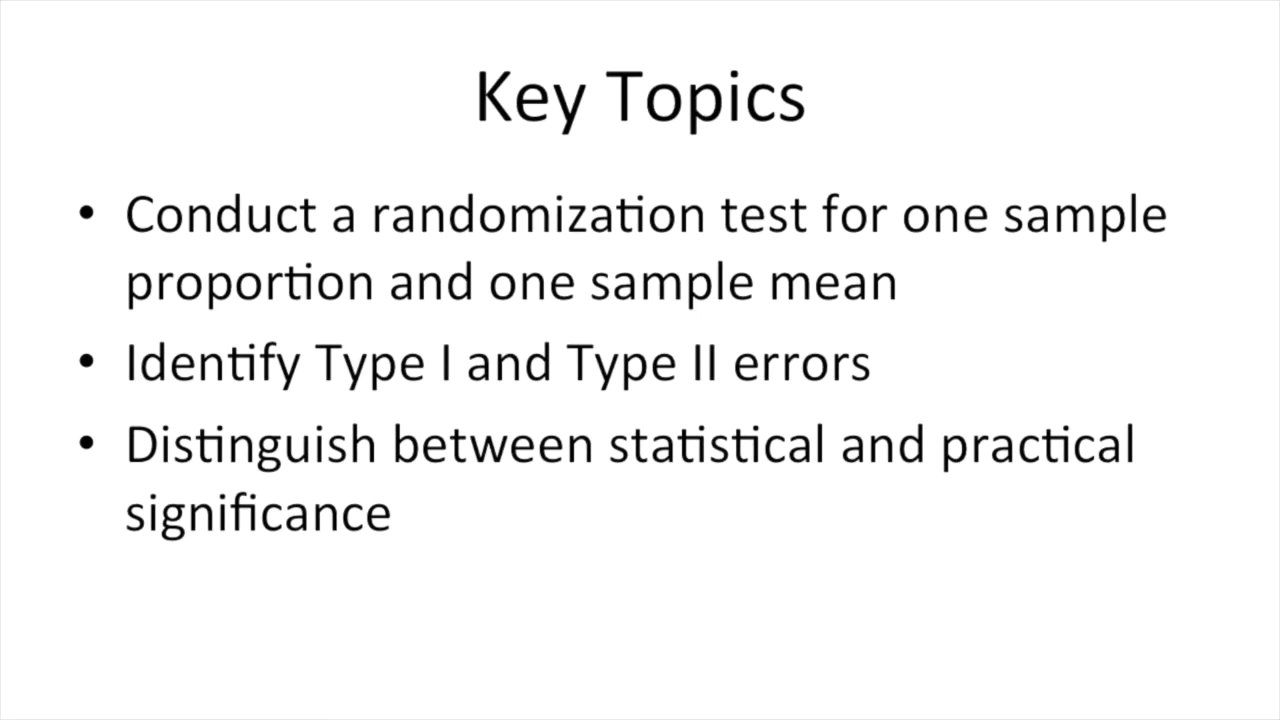 Key Topics
• Conduct a randomization test for one sample
proportion and one sample mean
• Identify Type I and Type II errors
• Distinguish between statistical and practical
significance